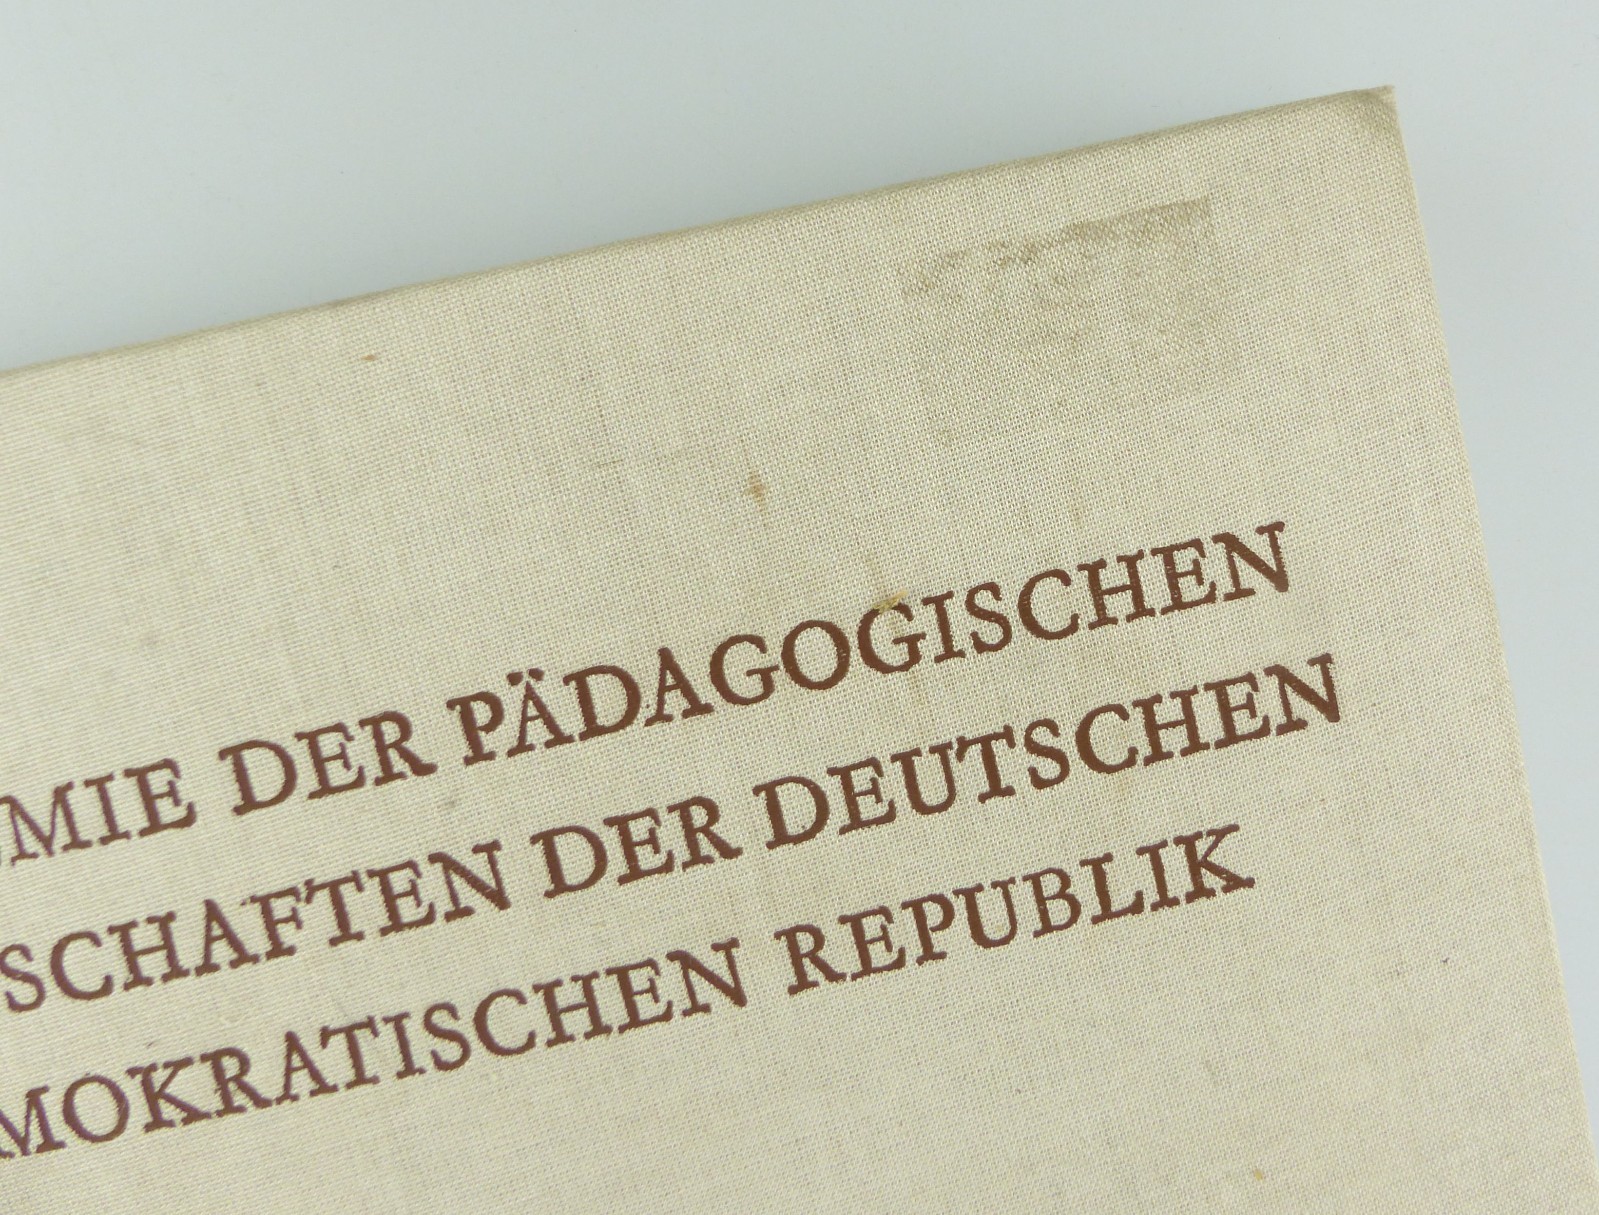 MIE DER PÄDAGOGISCHEN
SCHAFTEN DER DEUTSCHEN
MOKRATISCHEN REPUBLIK